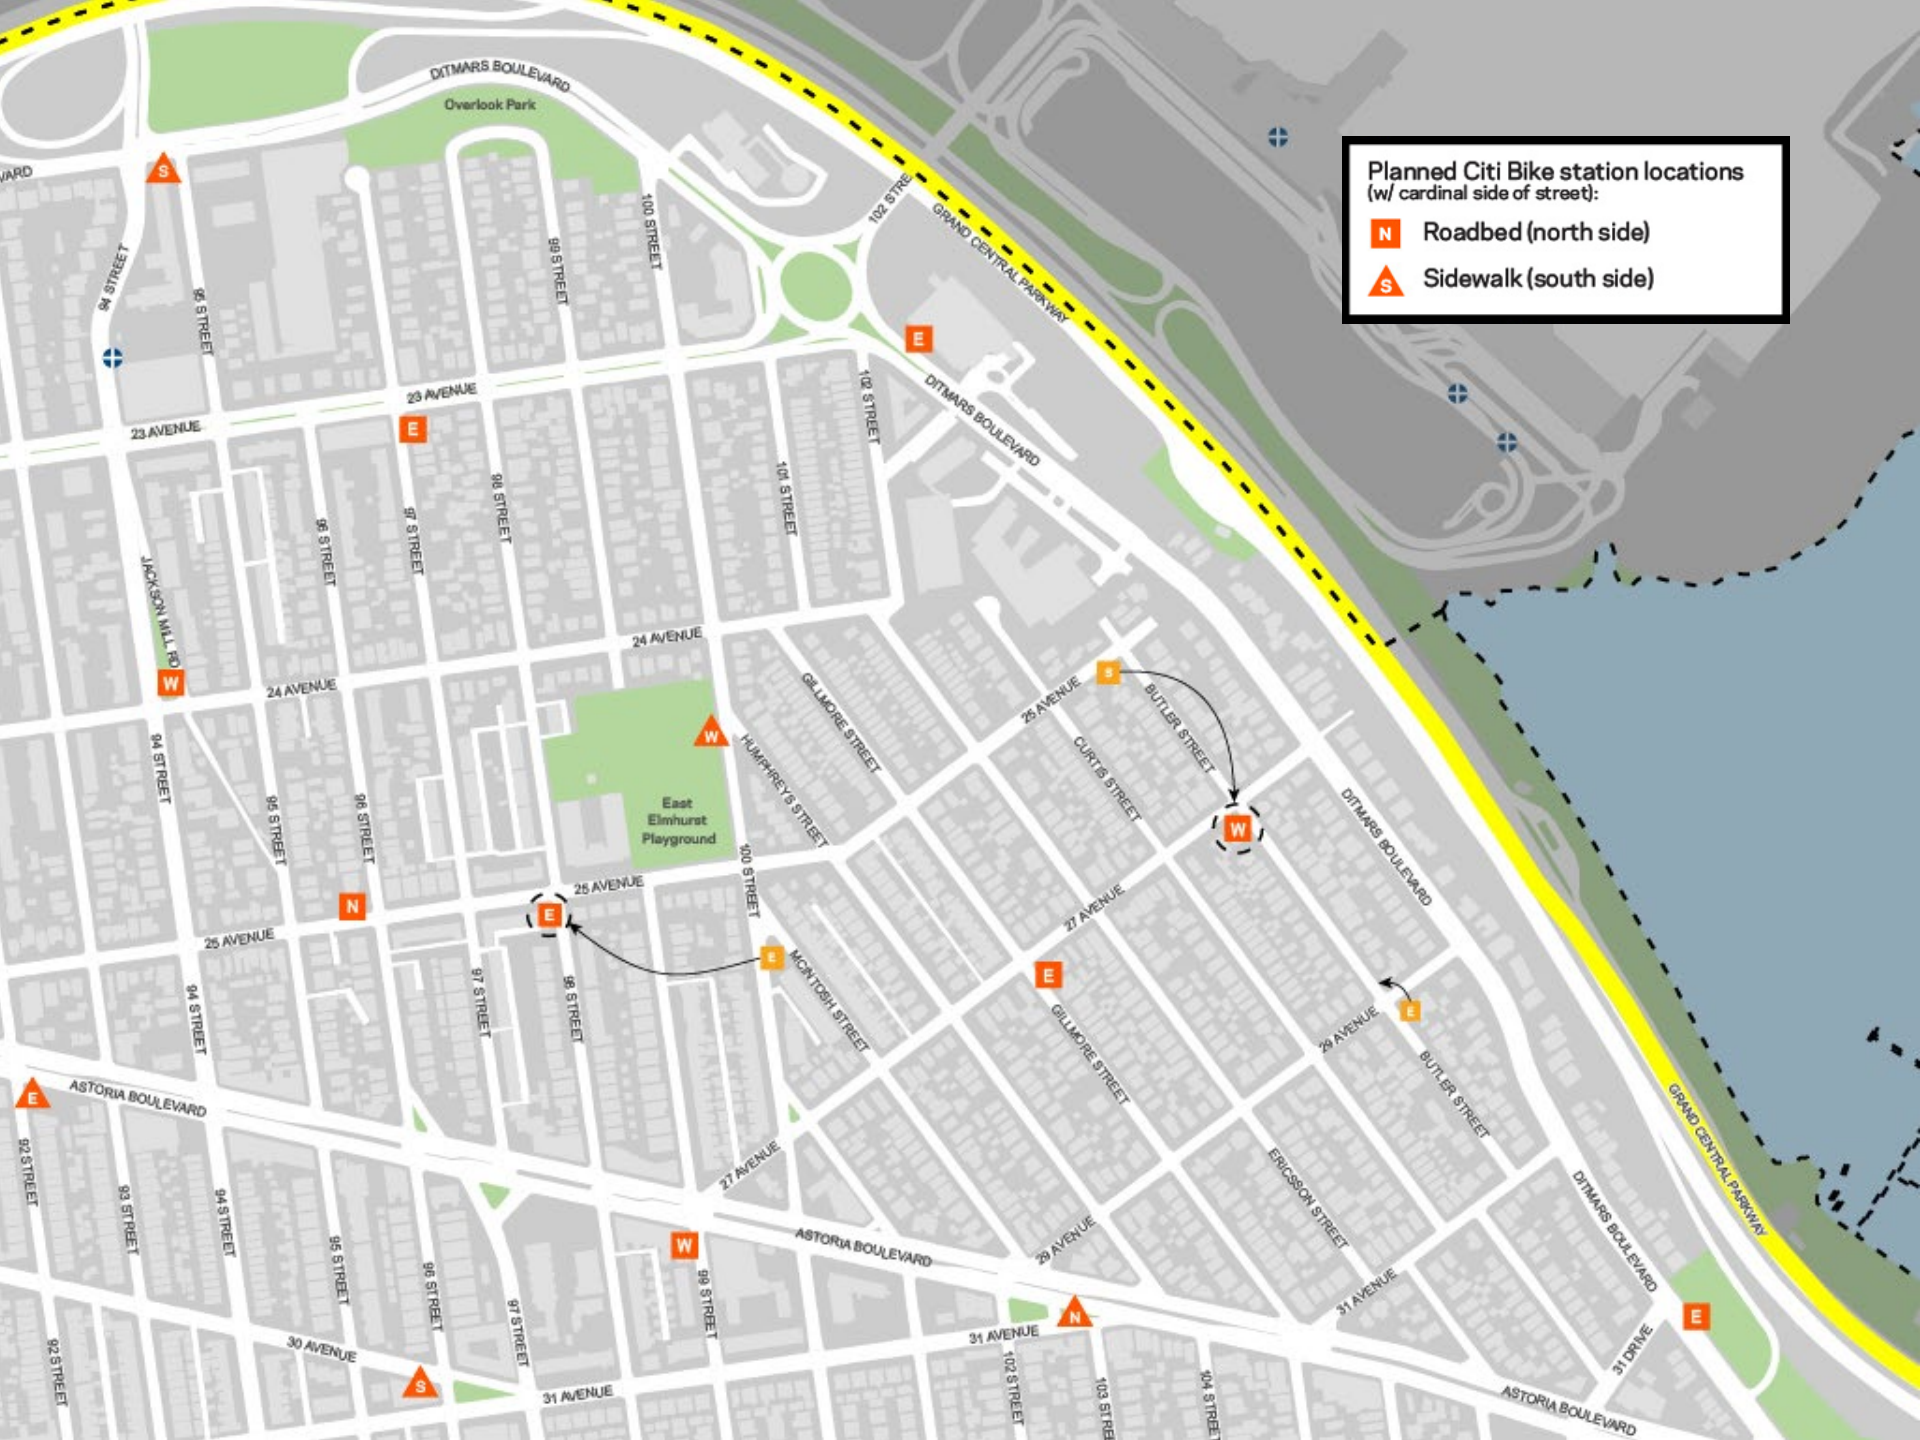 DITMARS BOULEVARD
Overlook Park
VARD
S
94 STREET
95 STREET
99 STREET
100 STREET
102 STRE
GRAND CENTRAL PARKWAY
Planned Citi Bike station locations
(w/ cardinal side of street):
N Roadbed (north side)
S Sidewalk (south side)
E
23 AVENUE
23 AVENUE
E
102 STREET
DITMARS BOULEVARD
98 STREET
101 STREET
96 STREET
97 STREET
JACKSON MILL RD
W
24 AVENUE
24 AVENUE
GILLMORE STREET
25 AVENUE
S
BUTLER STREET
W
HUMPHREYS STREET
CURTIS STREET
94 STREET
95 STREET
96 STREET
East
Elmhurst
Playground
W
DITMARS BOULEVARD
100 STREET
25 AVENUE
N
E
27 AVENUE
25 AVENUE
E
MCINTOSH STREET
E
94 STREET
97 STREET
98 STREET
GILLMORE STREET
29 AVENUE
E
BUTLER STREET
E
ASTORIA BOULEVARD
GRAND CENTRAL PARKWAY
92 STREET
93 STREET
94 STREET
27 AVENUE
ERICSSON STREET
DITMARS BOULEVARD
95 STREET
96 STREET
W
ASTORIA BOULEVARD
29 AVENUE
99 STREET
97 STREET
31 AVENUE
N
31 AVENUE
E
92 STREET
30 AVENUE
S
31 AVENUE
102 STREET
103 STREE
104 STREET
31 DRIVE
ASTORIA BOULEVARD